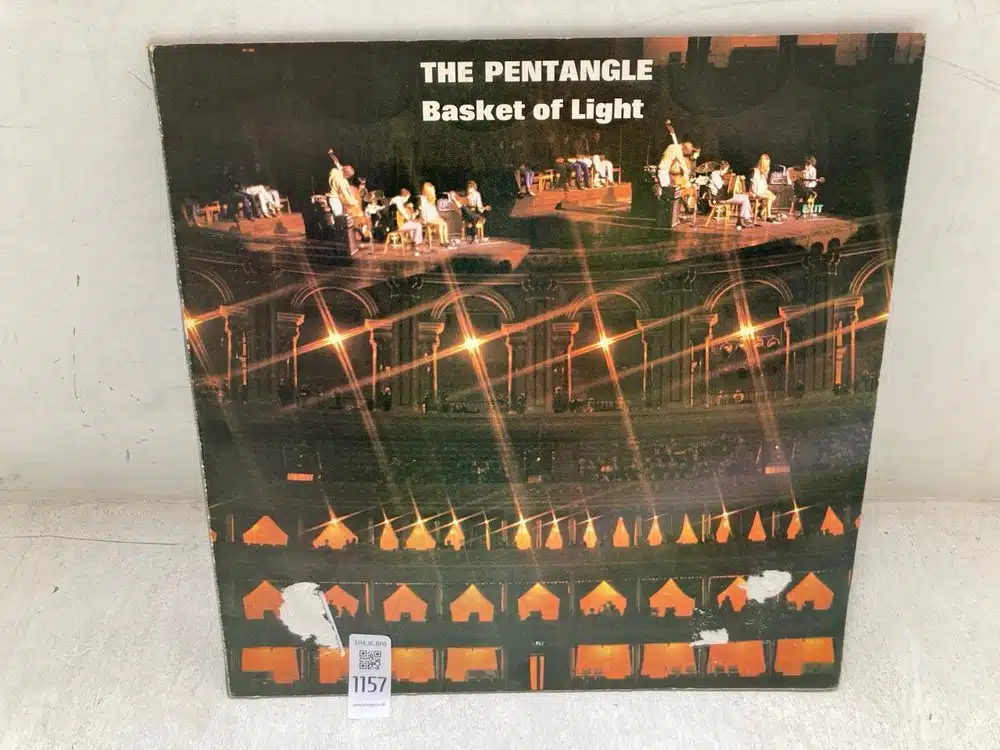 THE PENTANGLE
Basket of Light
EXIT
1157